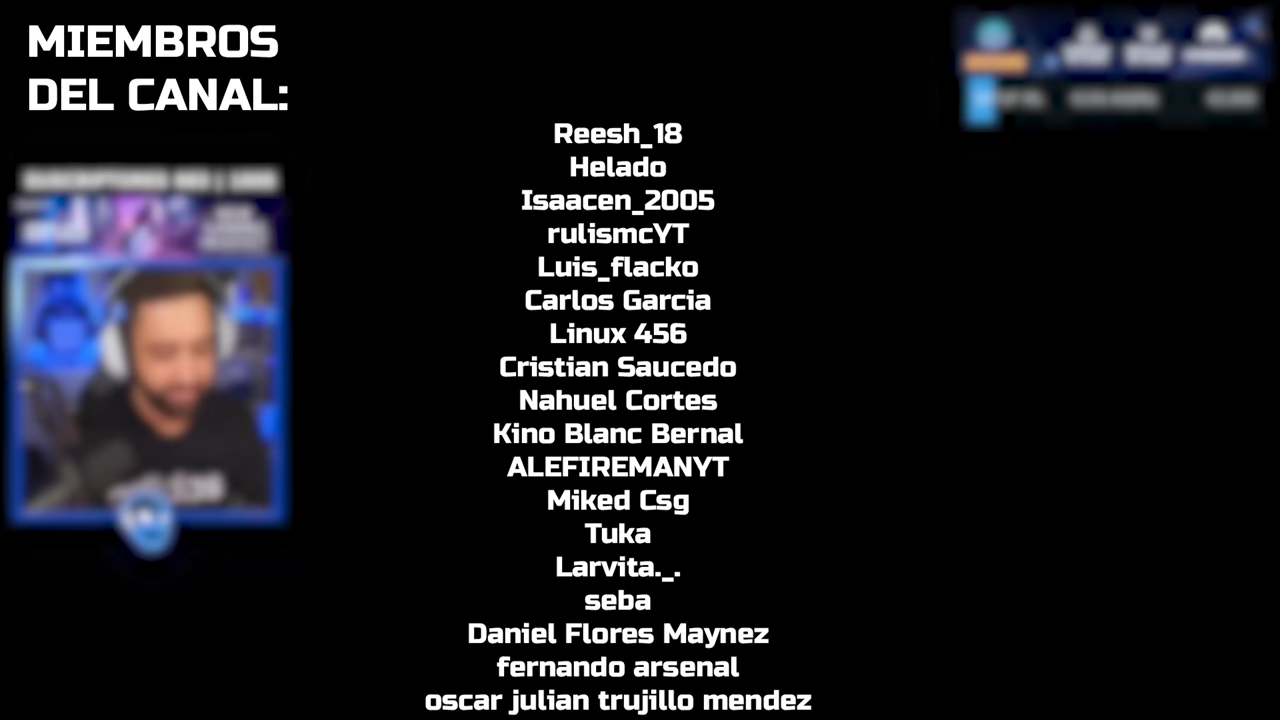 MIEMBROS
DEL CANAL:
Reesh_18
Helado
Isaacen_2005
rulismcYT
Luis_flacko
Carlos Garcia
Linux 456
Cristian Saucedo
Nahuel Cortes
Kino Blanc Bernal
ALEFIREMANYT
Miked Csg
Tuka
Larvita._.
seba
Daniel Flores Maynez
fernando arsenal
oscar julian trujillo mendez